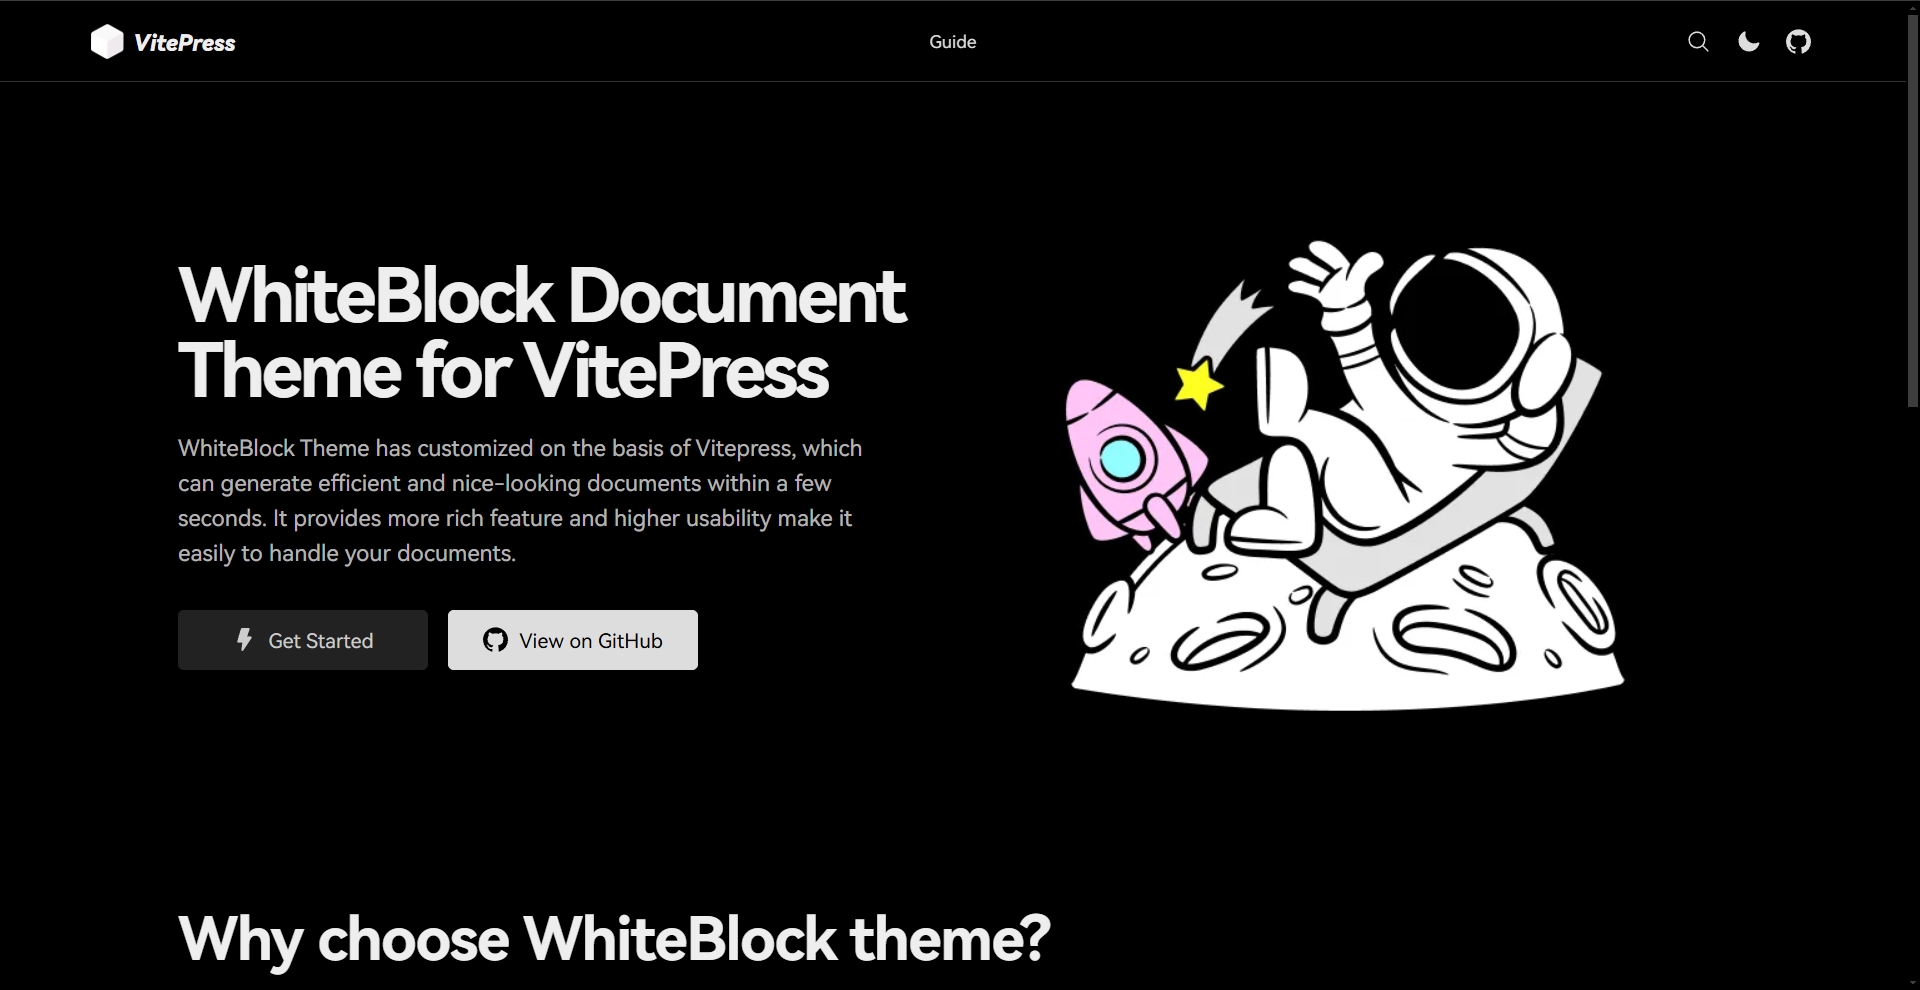 VitePress
Guide
WhiteBlock Document
Theme for VitePress
WhiteBlock Theme has customized on the basis of Vitepress, which
can generate efficient and nice-looking documents within a few
seconds. It provides more rich feature and higher usability make it
easily to handle your documents.
Get Started
View on GitHub
Why choose WhiteBlock theme?